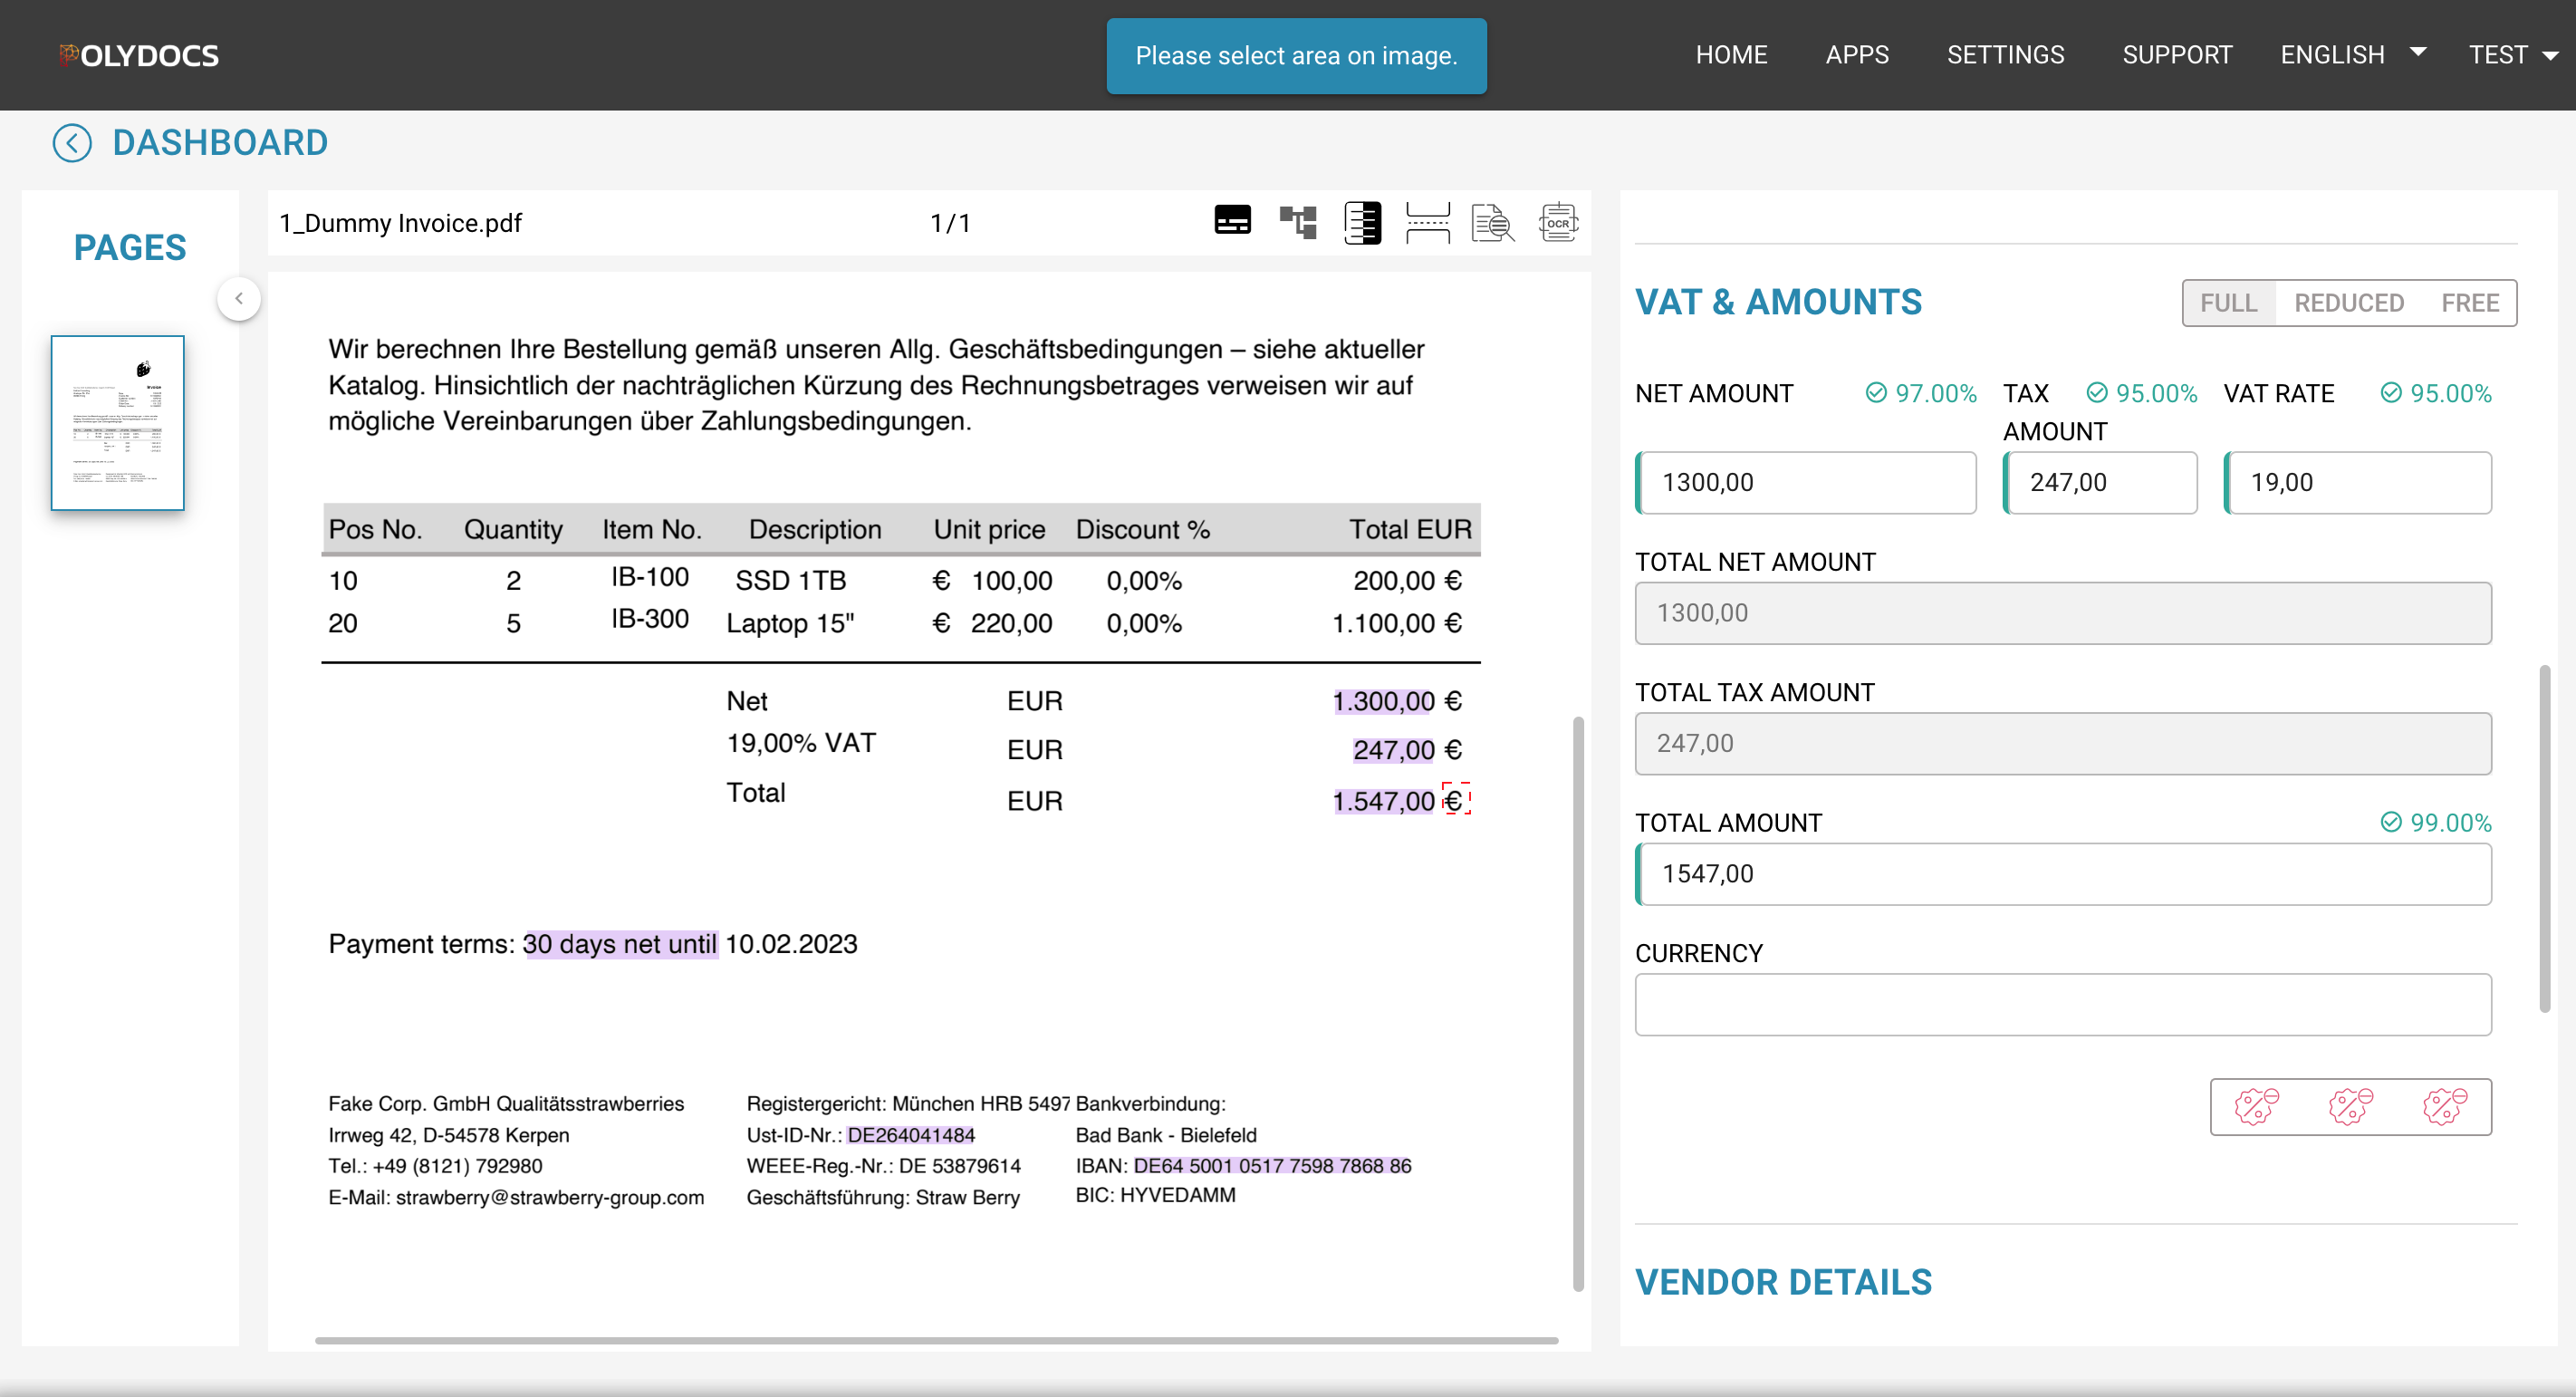 POLYDOCS
Please select area on image.
HOME APPS SETTINGS SUPPORT ENGLISH TEST
DASHBOARD
PAGES
1_Dummy Invoice.pdf 1/1
OCR
Wir berechnen Ihre Bestellung gemäß unseren Allg. Geschäftsbedingungen – siehe aktueller
Katalog. Hinsichtlich der nachträglichen Kürzung des Rechnungsbetrages verweisen wir auf
mögliche Vereinbarungen über Zahlungsbedingungen.
Pos No. Quantity Item No. Description Unit price Discount % Total EUR
10 2 IB-100 SSD 1TB € 100,00 0,00% 200,00 €
20 5 IB-300 Laptop 15" € 220,00 0,00% 1.100,00 €
Net EUR 1.300,00 €
19,00% VAT EUR 247,00 €
Total EUR 1.547,00 €
Payment terms: 30 days net until 10.02.2023
Fake Corp. GmbH Qualitätsstrawberries
Irrweg 42, D-54578 Kerpen
Tel.: +49 (8121) 792980
E-Mail: strawberry@strawberry-group.com
Registergericht: München HRB 5497
Ust-ID-Nr.: DE264041484
WEEE-Reg.-Nr.: DE 53879614
Geschäftsführung: Straw Berry
Bankverbindung:
Bad Bank - Bielefeld
IBAN: DE64 5001 0517 7598 7868 86
BIC: HYVEDAMM
VAT & AMOUNTS
FULL REDUCED FREE
NET AMOUNT 97.00%
1300,00
TAX AMOUNT 95.00%
247,00
VAT RATE 95.00%
19,00
TOTAL NET AMOUNT
1300,00
TOTAL TAX AMOUNT
247,00
TOTAL AMOUNT 99.00%
1547,00
CURRENCY
VENDOR DETAILS